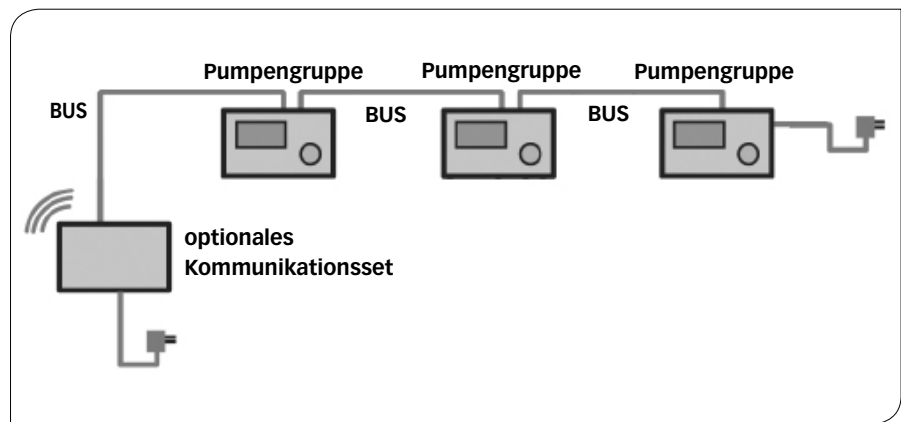 Pumpengruppe
Pumpengruppe
Pumpengruppe
BUS
BUS
BUS
optionales
Kommunikationsset